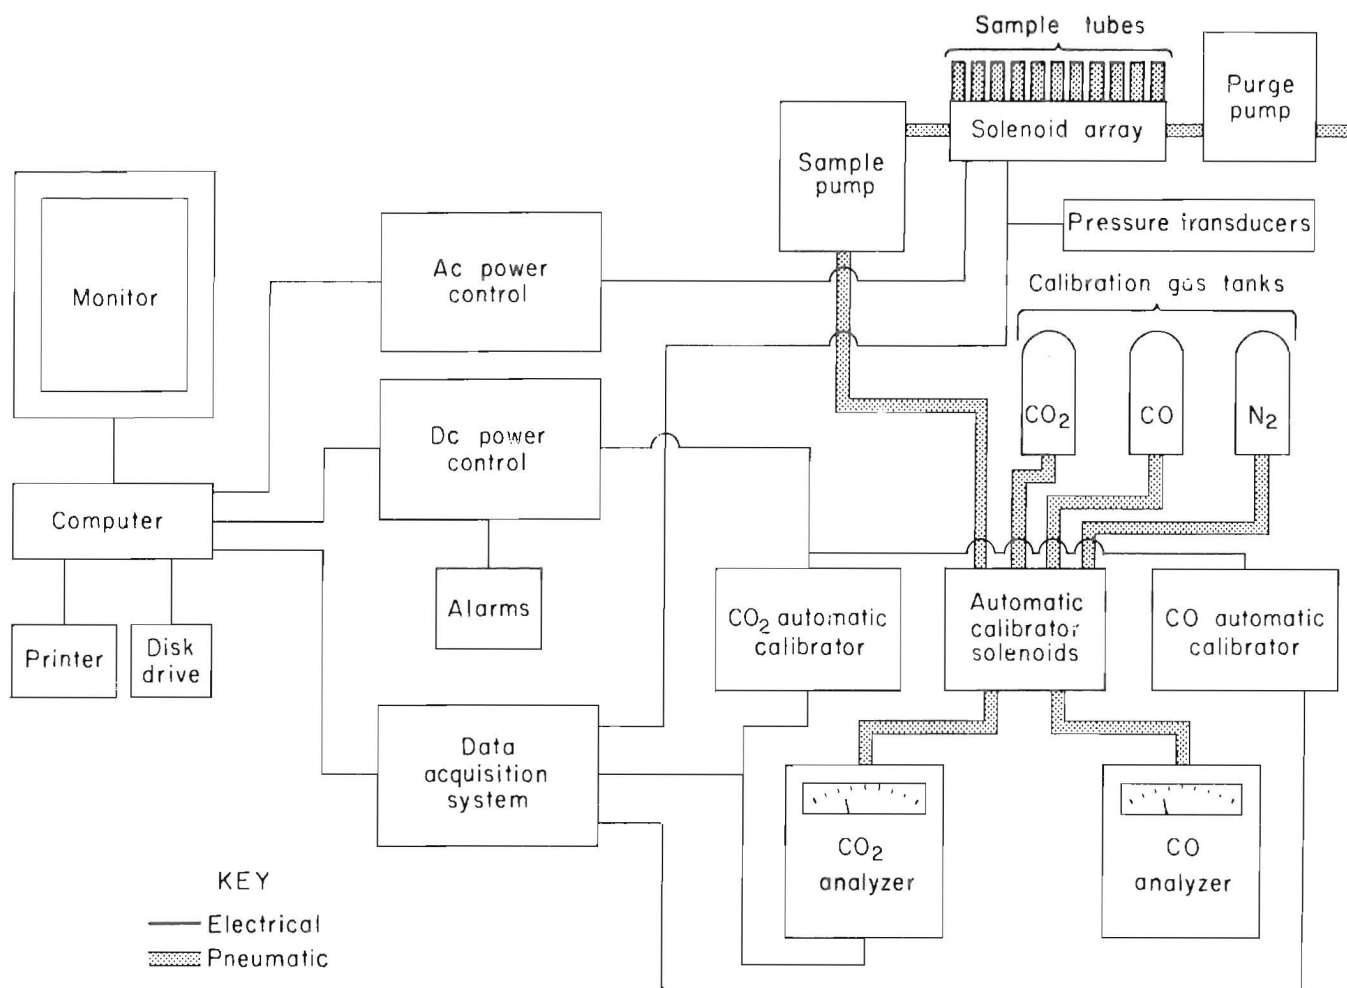 Sample tubes
Purge
pump
Solenoid array
Sample
pump
Pressure transducers
Monitor
Ac power
control
Calibration gas tanks
CO₂
CO
N₂
Dc power
control
Computer
Alarms
Printer
Disk
drive
CO₂ automatic
calibrator
Automatic
calibrator
solenoids
CO automatic
calibrator
Data
acquisition
system
CO₂
analyzer
CO
analyzer
KEY
Electrical
Pneumatic